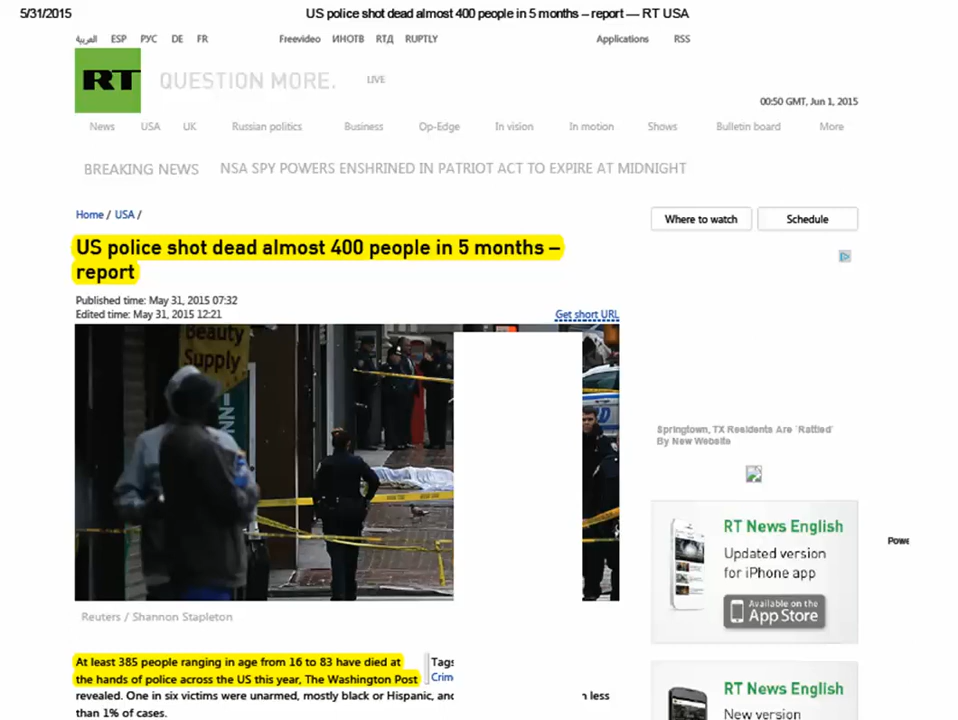 5/31/2015 US police shot dead almost 400 people in 5 months – report — RT USA
العربية ESP РУС DE FR Freevideo ИНОТВ RTД RUPTLY Applications RSS
RT QUESTION MORE. LIVE
00:50 GMT, Jun 1, 2015
News USA UK Russian politics Business Op-Edge In vision In motion Shows Bulletin board More
BREAKING NEWS NSA SPY POWERS ENSHRINED IN PATRIOT ACT TO EXPIRE AT MIDNIGHT
Home / USA /
Where to watch Schedule
US police shot dead almost 400 people in 5 months –
report
Published time: May 31, 2015 07:32
Edited time: May 31, 2015 12:21
Get short URL
Beauty
Supply
Springtown, TX Residents Are 'Rattled'
By New Website
RT News English
Updated version
for iPhone app
Available on the
App Store
Powe
Reuters / Shannon Stapleton
At least 385 people ranging in age from 16 to 83 have died at
the hands of police across the US this year, The Washington Post
revealed. One in six victims were unarmed, mostly black or Hispanic, and
than 1% of cases.
Tags
Crim
n less
RT News English
New version